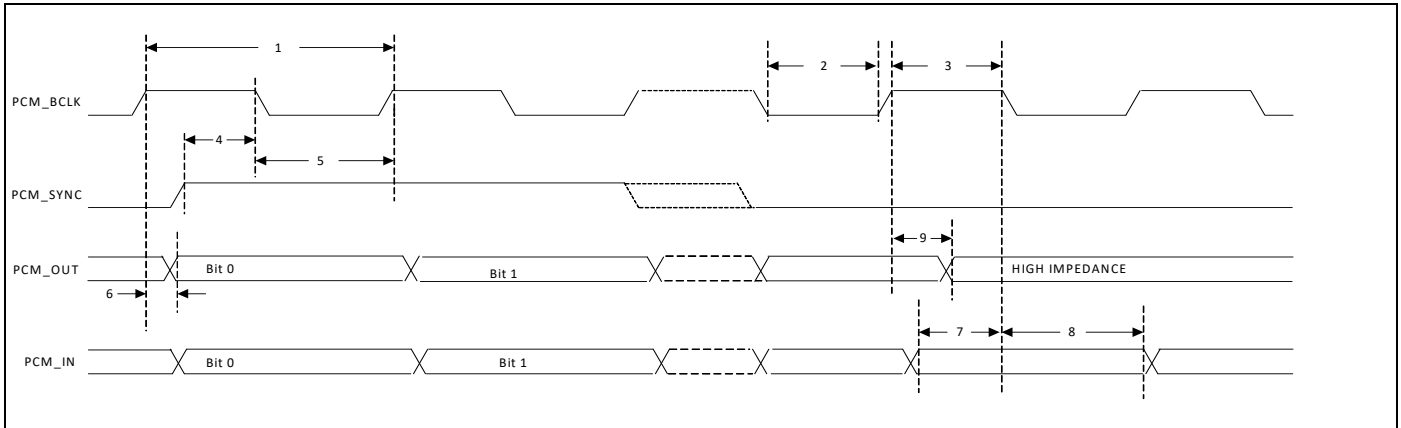 1
2
3
PCM_BCLK
4
5
PCM_SYNC
9
PCM_OUT
Bit 0
Bit 1
HIGH IMPEDANCE
6
7
8
PCM_IN
Bit 0
Bit 1